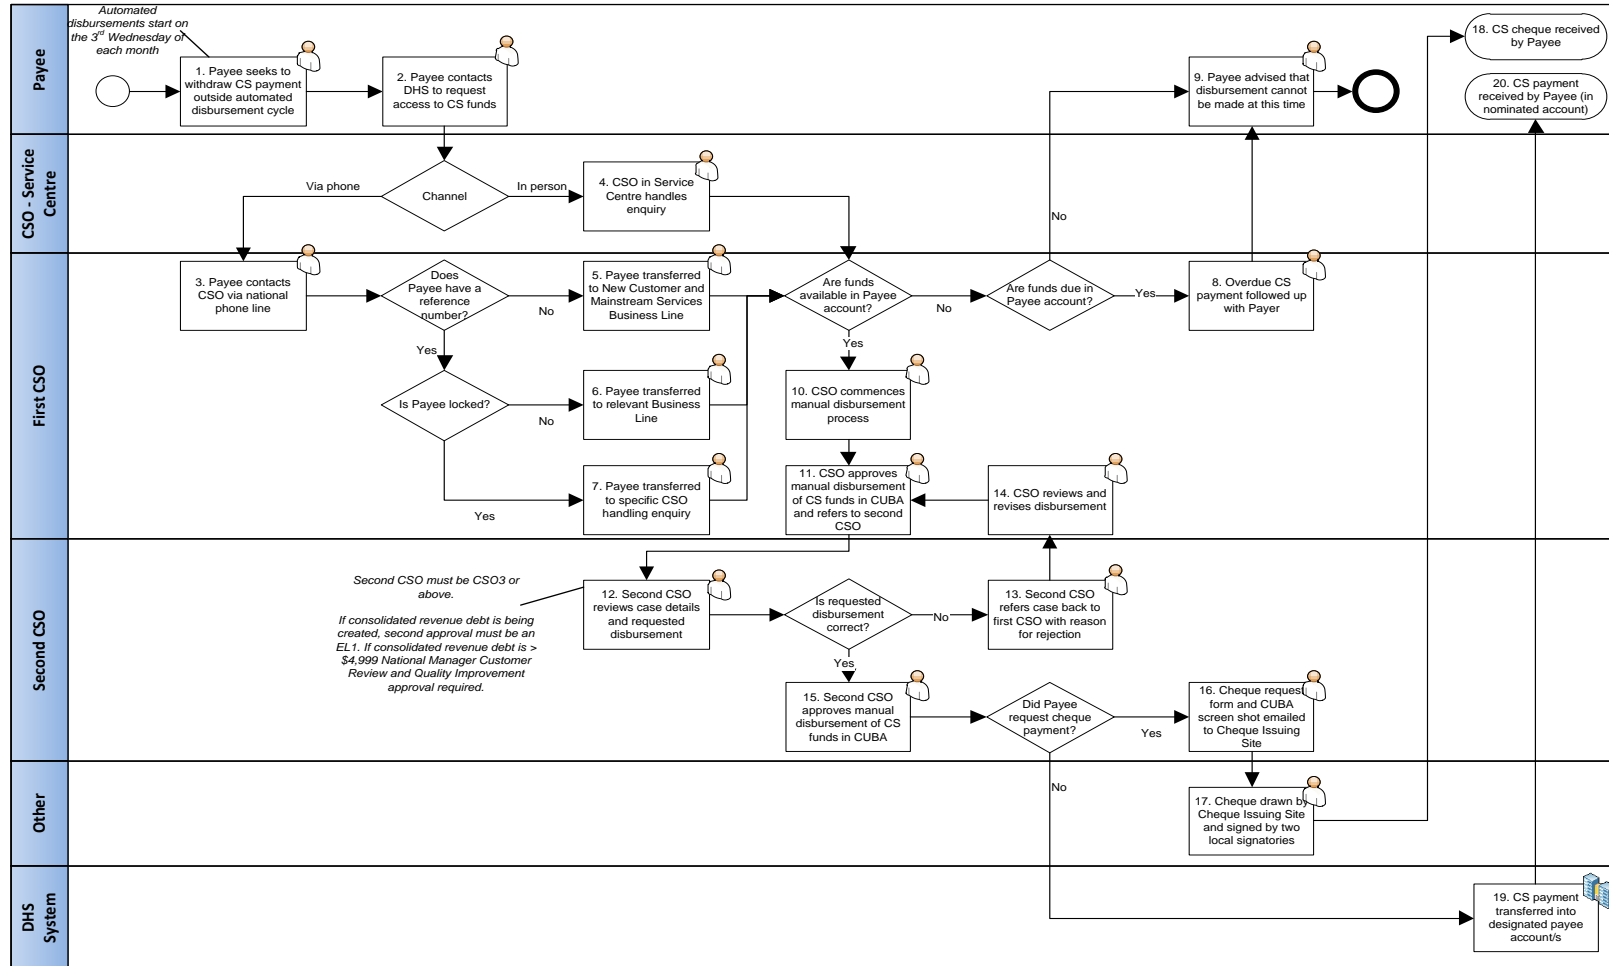 Automated
disbursements start on
the 3rd Wednesday of
each month
Payee
1. Payee seeks to
withdraw CS payment
outside automated
disbursement cycle
2. Payee contacts
DHS to request
access to CS funds
9. Payee advised that
disbursement cannot
be made at this time
18. CS cheque received
by Payee
20. CS payment
received by Payee (in
nominated account)
CSO - Service
Centre
Via phone
Channel
In person
4. CSO in Service
Centre handles
enquiry
No
First CSO
3. Payee contacts
CSO via national
phone line
Does
Payee have a
reference
number?
No
5. Payee transferred
to New Customer and
Mainstream Services
Business Line
Are funds
available in Payee
account?
No
Are funds due in
Payee account?
Yes
8. Overdue CS
payment followed up
with Payer
Yes
Yes
Is Payee locked?
No
6. Payee transferred
to relevant Business
Line
10. CSO commences
manual disbursement
process
Yes
7. Payee transferred
to specific CSO
handling enquiry
11. CSO approves
manual disbursement
of CS funds in CUBA
and refers to second
CSO
14. CSO reviews and
revises disbursement
Second CSO
Second CSO must be CSO3 or
above.
If consolidated revenue debt is being
created, second approval must be an
EL1. If consolidated revenue debt is >
$4,999 National Manager Customer
Review and Quality Improvement
approval required.
12. Second CSO
reviews case details
and requested
disbursement
Is requested
disbursement
correct?
No
13. Second CSO
refers case back to
first CSO with reason
for rejection
Yes
15. Second CSO
approves manual
disbursement of CS
funds in CUBA
Did Payee
request cheque
payment?
Yes
16. Cheque request
form and CUBA
screen shot emailed
to Cheque Issuing
Site
No
Other
17. Cheque drawn by
Cheque Issuing Site
and signed by two
local signatories
DHS
System
19. CS payment
transferred into
designated payee
account/s